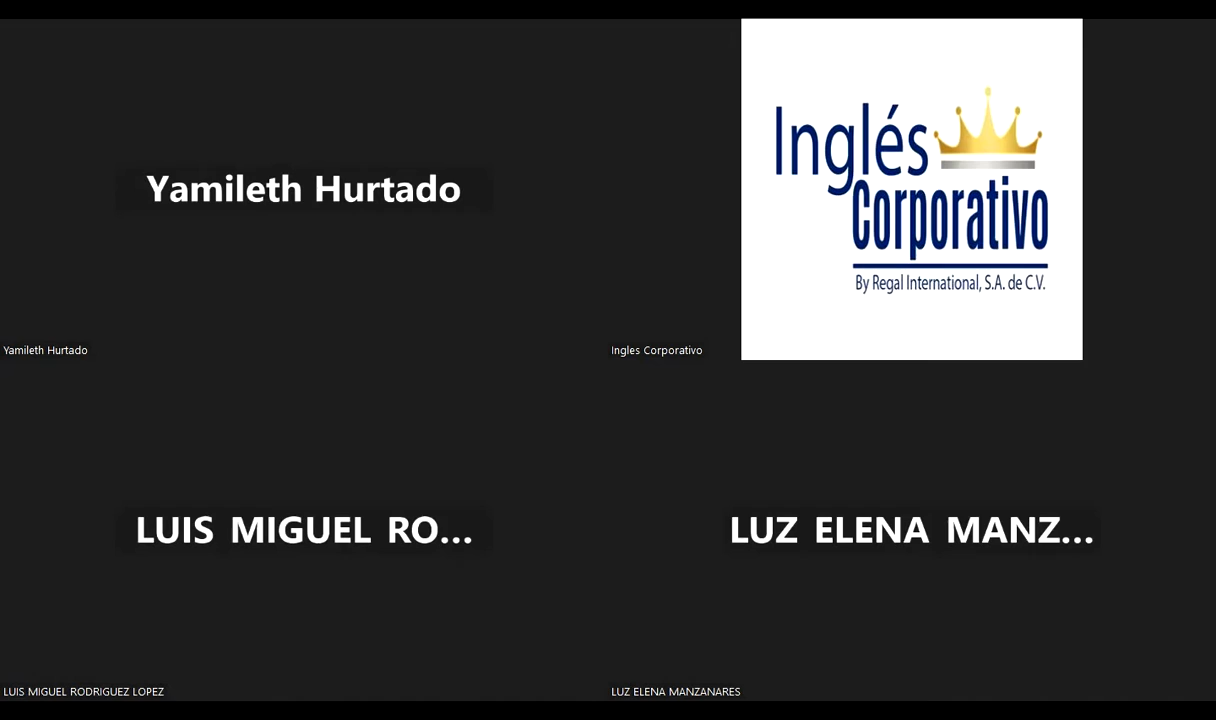 Yamileth Hurtado
Yamileth Hurtado
Inglés
Corporativo
By Regal International, S.A. de C.V.
Ingles Corporativo
LUIS MIGUEL RO...
LUIS MIGUEL RODRIGUEZ LOPEZ
LUZ ELENA MANZ...
LUZ ELENA MANZANARES